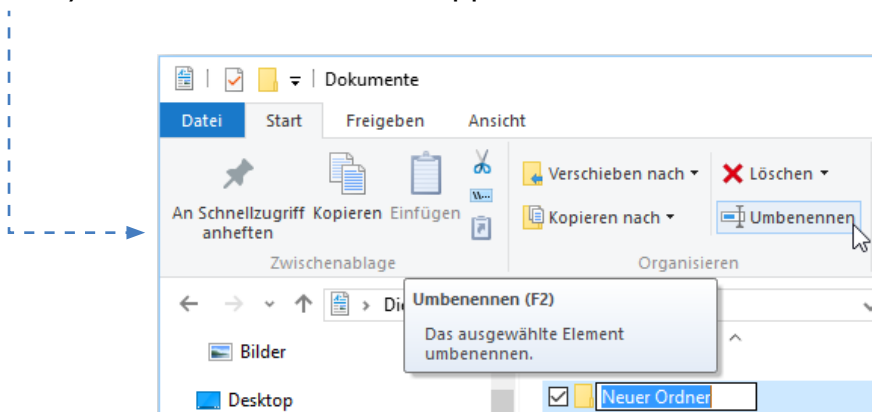 Dokumente
Datei Start Freigeben Ansicht
Verschieben nach Löschen
An Schnellzugriff anheften Kopieren Einfügen
Kopieren nach Umbenennen
Zwischenablage Organisieren
Umbenennen (F2)
Das ausgewählte Element
umbenennen.
Bilder
Desktop
Neuer Ordner